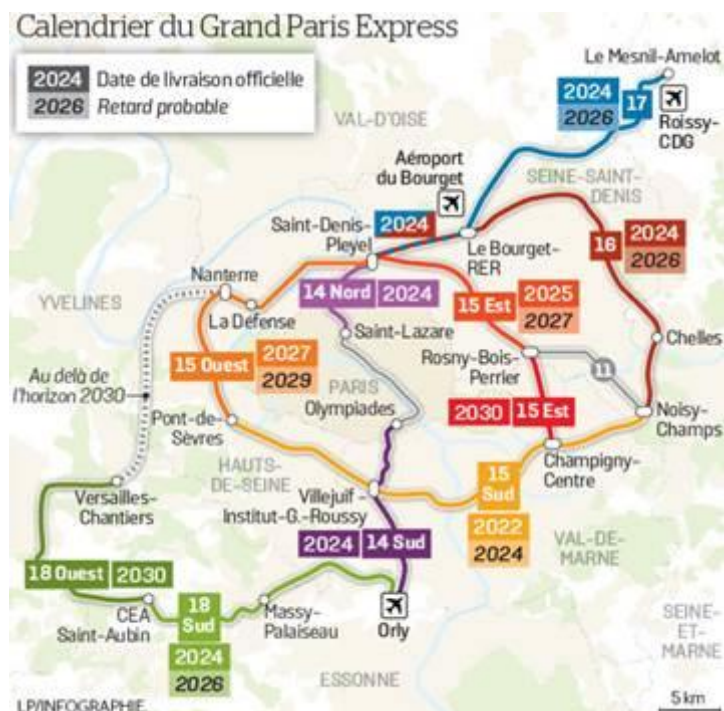 Calendrier du Grand Paris Express
2024 Date de livraison officielle
2026 Retard probable
Le Mesnil-Amelot
2024
2026
17
Roissy-
CDG
VAL-D'OISE
Aéroport
du Bourget
SEINE-SAINT-
DENIS
Saint-Denis-
Pleyel
2024
Le Bourget-
RER
16
2024
2026
Nanterre
14 Nord 2024
15 Est
2025
2027
YVELINES
La Défense
Saint-Lazare
Chelles
15 Ouest
2027
2029
Rosny-Bois-
Perrier
11
Au delà de
l'horizon 2030
PARIS
Olympiades
2030 15 Est
Noisy-
Champs
Pont-de-
Sèvres
Champigny-
Centre
HAUTS-
DE-SEINE
15
Sud
2022
2024
Versailles-
Chantiers
Villejuif -
Institut-G.-Roussy
VAL-DE-
MARNE
2024 14 Sud
18 Ouest 2030
CEA
Saint-Aubin
18
Sud
2024
2026
Massy-
Palaiseau
Orly
SEINE-
ET-
MARNE
ESSONNE
LP/INFOGRAPHIE.
5 km